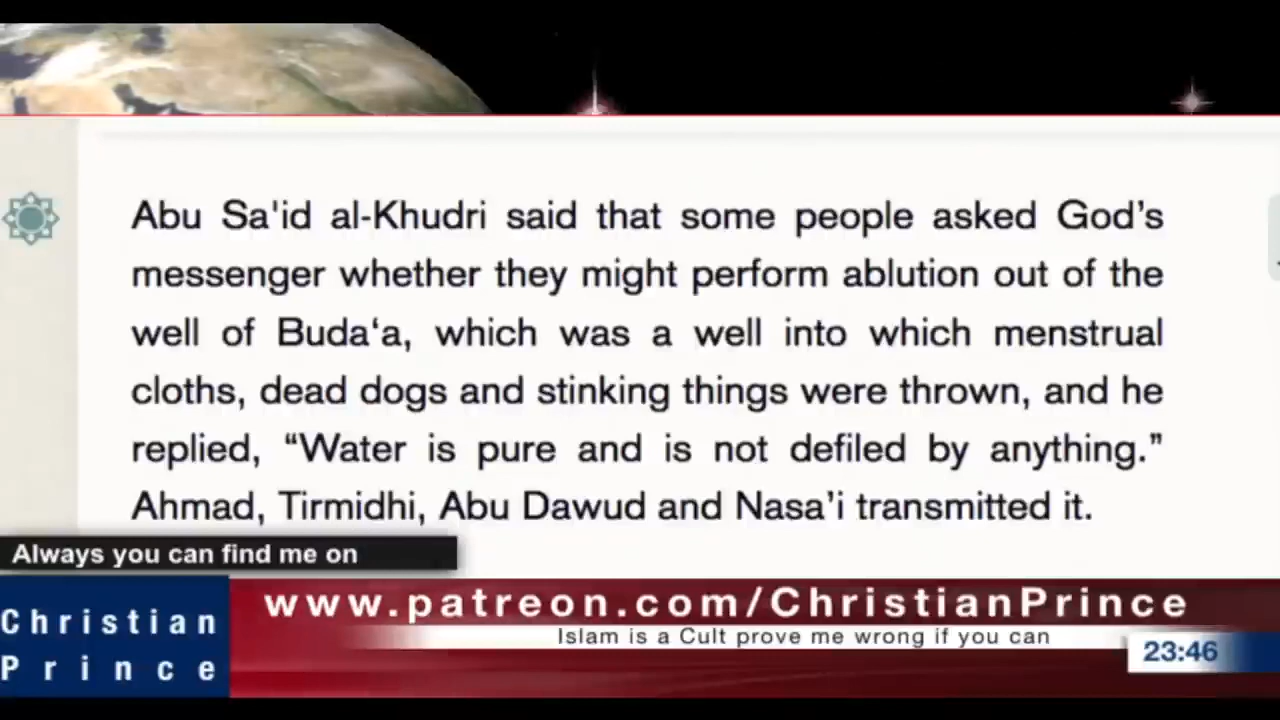 Abu Sa'id al-Khudri said that some people asked God’s
messenger whether they might perform ablution out of the
well of Buda‘a, which was a well into which menstrual
cloths, dead dogs and stinking things were thrown, and he
replied, “Water is pure and is not defiled by anything.”
Ahmad, Tirmidhi, Abu Dawud and Nasa’i transmitted it.
Always you can find me on
Christian
Prince
www.patreon.com/ChristianPrince
Islam is a Cult prove me wrong if you can
23:46